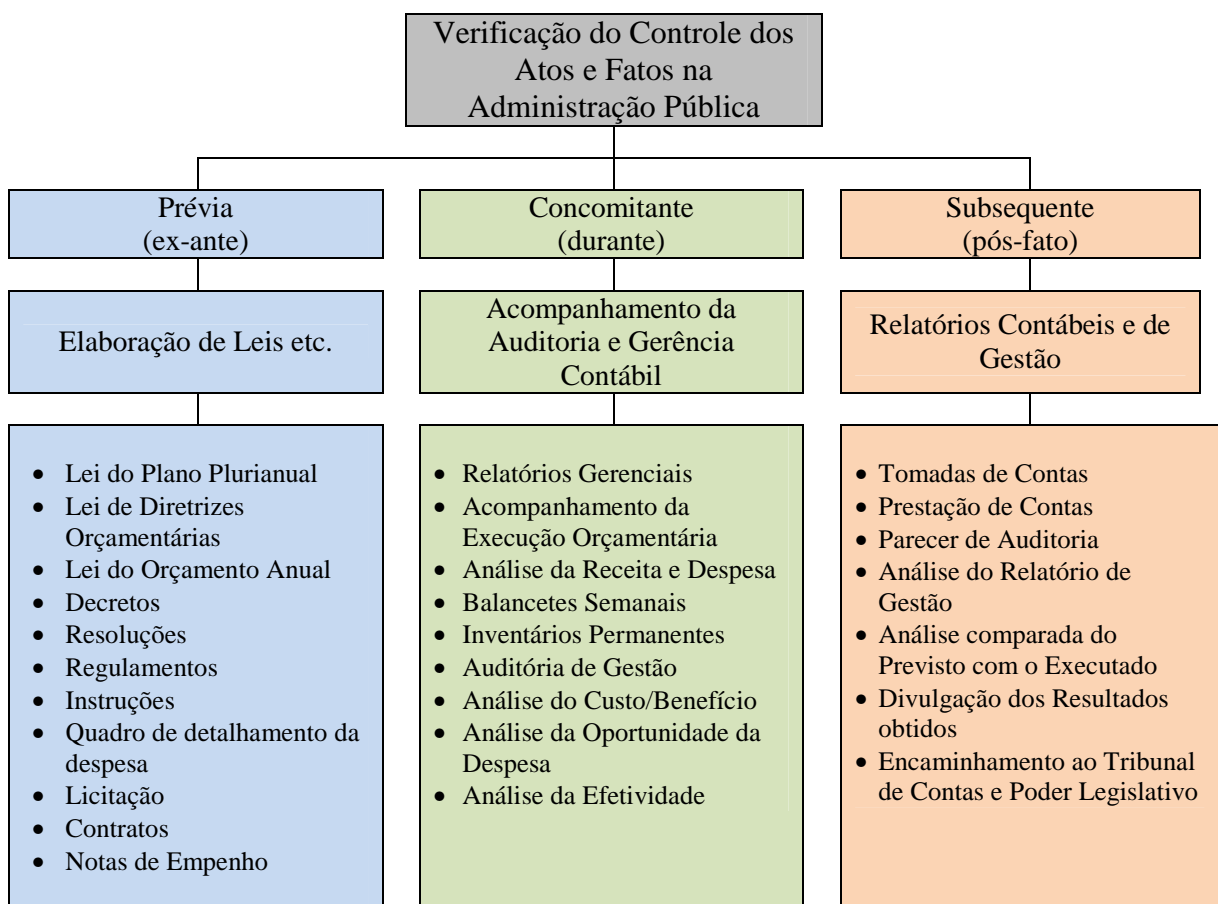 Verificação do Controle dos
Atos e Fatos na
Administração Pública
Prévia
(ex-ante)
Elaboração de Leis etc.
• Lei do Plano Plurianual
• Lei de Diretrizes
Orçamentárias
• Lei do Orçamento Anual
• Decretos
• Resoluções
• Regulamentos
• Instruções
• Quadro de detalhamento da
despesa
• Licitação
• Contratos
• Notas de Empenho
Concomitante
(durante)
Acompanhamento da
Auditoria e Gerência
Contábil
• Relatórios Gerenciais
• Acompanhamento da
Execução Orçamentária
• Análise da Receita e Despesa
• Balancetes Semanais
• Inventários Permanentes
• Auditória de Gestão
• Análise do Custo/Benefício
• Análise da Oportunidade da
Despesa
• Análise da Efetividade
Subsequente
(pós-fato)
Relatórios Contábeis e de
Gestão
• Tomadas de Contas
• Prestação de Contas
• Parecer de Auditoria
• Análise do Relatório de
Gestão
• Análise comparada do
Previsto com o Executado
• Divulgação dos Resultados
obtidos
• Encaminhamento ao Tribunal
de Contas e Poder Legislativo